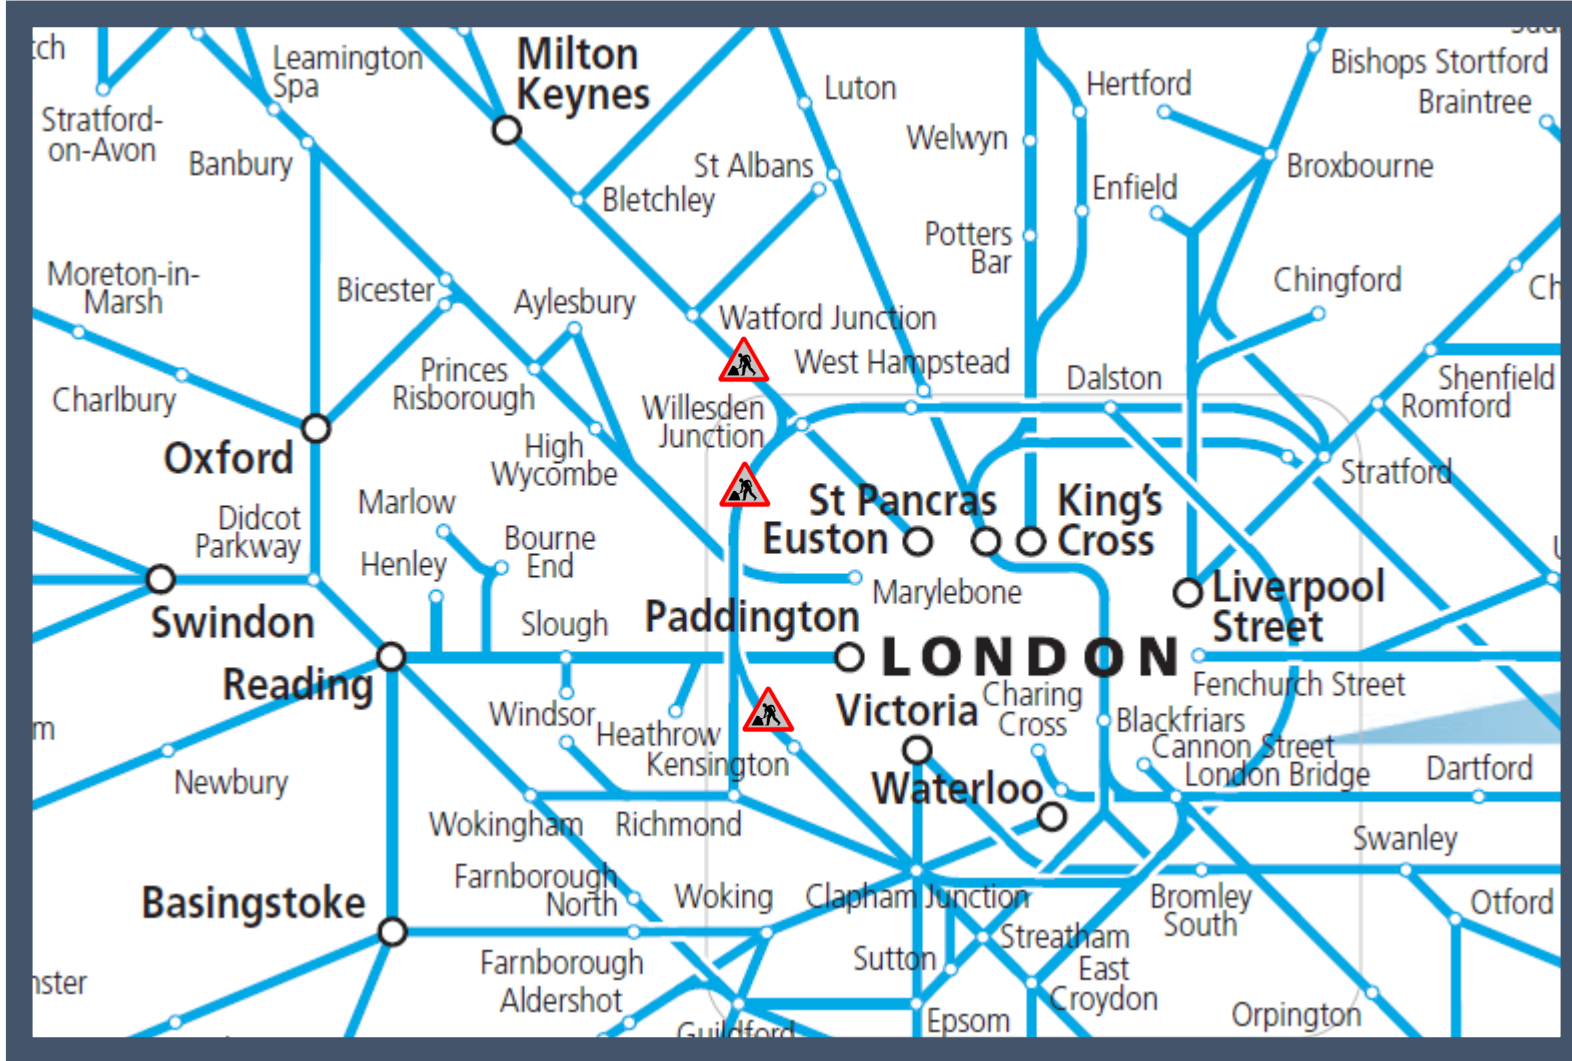 Leamington
Spa
Milton
Keynes
Luton
Hertford
Bishops Stortford
Braintree
Stratford-
on-Avon
Banbury
Welwyn
St Albans
Bletchley
Enfield
Broxbourne
Potters
Bar
Moreton-in-
Marsh
Bicester
Aylesbury
Chingford
Ch
Watford Junction
West Hampstead
Princes
Risborough
Dalston
Shenfield
Romford
Charlbury
Willesden
Junction
Oxford
High
Wycombe
Stratford
Marlow
St Pancras
King's
Cross
Euston
Didcot
Parkway
Bourne
End
Henley
Marylebone
Liverpool
Street
Swindon
Slough
Paddington
LONDON
Reading
Fenchurch Street
Windsor
Heathrow
Victoria
Charing
Cross
Blackfriars
Cannon Street
London Bridge
Kensington
Dartford
Newbury
Waterloo
Wokingham
Richmond
Swanley
Farnborough
North
Woking
Clapham Junction
Bromley
South
Otford
Basingstoke
Streatham
Sutton
East
Croydon
Farnborough
Aldershot
nster
Guildford
Epsom
Orpington
tch
m